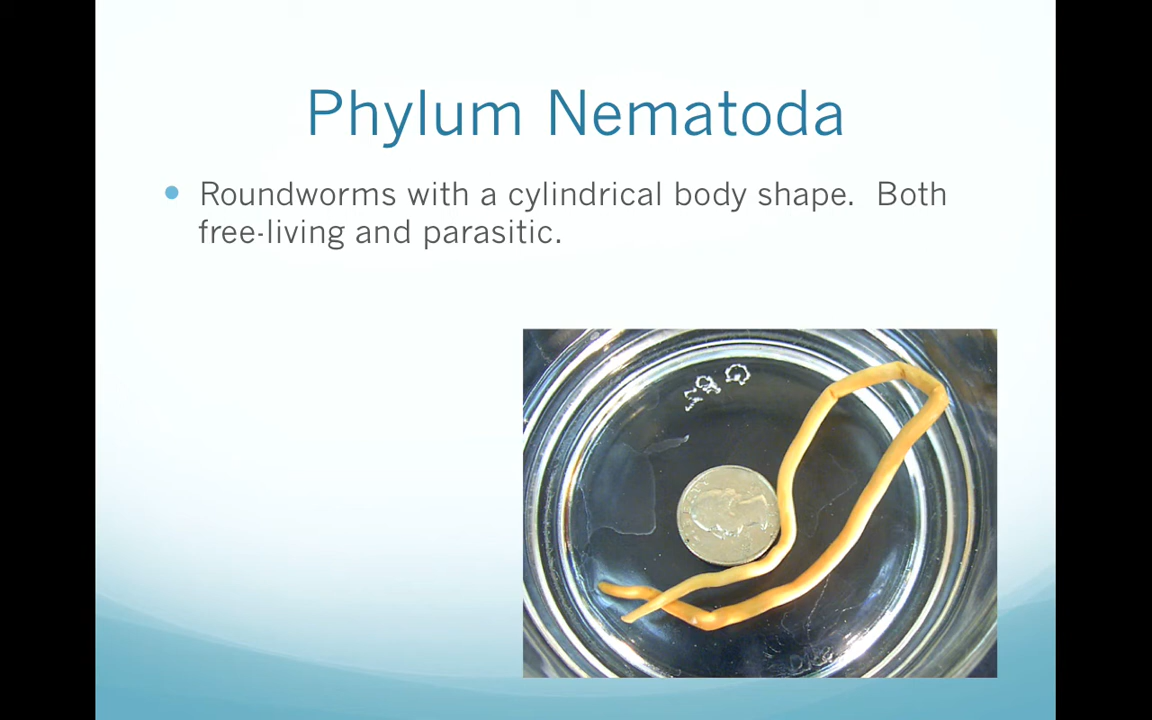 Phylum Nematoda
Roundworms with a cylindrical body shape.  Both
free-living and parasitic.